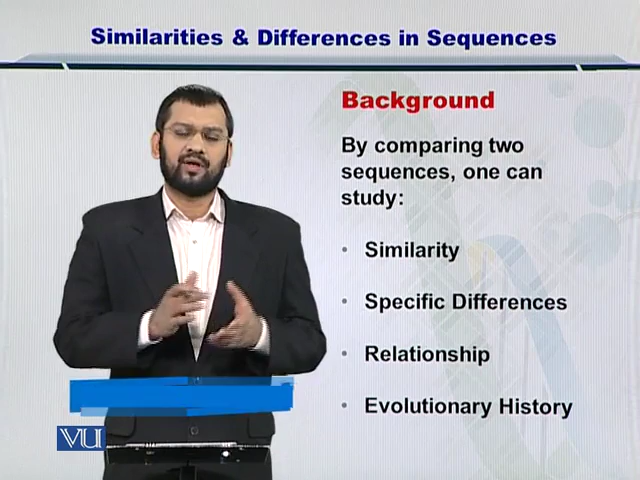 Similarities & Differences in Sequences
Background
By comparing two
sequences, one can
study:
• Similarity
• Specific Differences
• Relationship
• Evolutionary History
VU